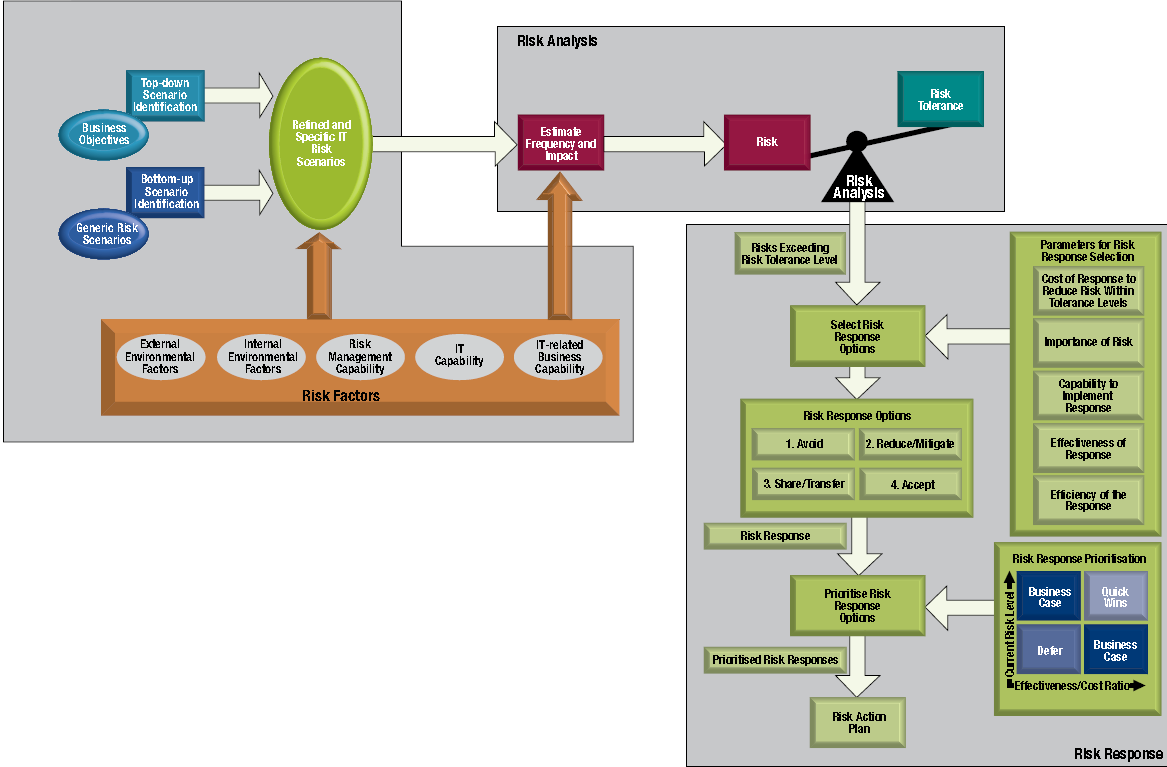 Top-down
Scenario
Identification
Business
Objectives
Bottom-up
Scenario
Identification
Generic Risk
Scenarios
Refined and
Specific IT
Risk
Scenarios
External
Environmental
Factors
Internal
Environmental
Factors
Risk
Management
Capability
IT
Capability
IT-related
Business
Capability
Risk Factors
Risk Analysis
Estimate
Frequency and
Impact
Risk
Risk
Tolerance
Risk
Analysis
Risks Exceeding
Risk Tolerance Level
Select Risk
Response
Options
Parameters for Risk
Response Selection
Cost of Response to
Reduce Risk Within
Tolerance Levels
Importance of Risk
Capability to
Implement
Response
Effectiveness of
Response
Efficiency of the
Response
Risk Response Options
1. Avoid
2. Reduce/Mitigate
3. Share/Transfer
4. Accept
Risk Response
Prioritise Risk
Response
Options
Risk Response Prioritisation
Current Risk Level
Business
Case
Quick
Wins
Defer
Business
Case
Effectiveness/Cost Ratio
Prioritised Risk Responses
Risk Action
Plan
Risk Response